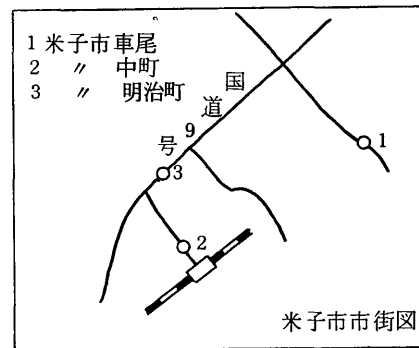 1 米子市車尾
2 〃 中町
3 〃 明治町
国道9号
1
3
2
米子市市街図